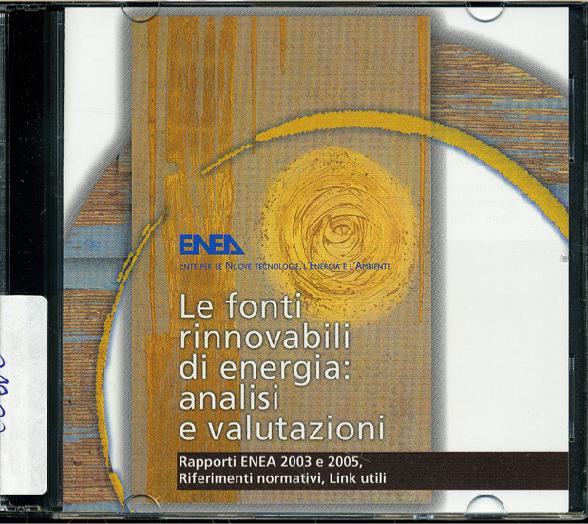 ENEA
ENTE PER LE NUOVE TECNOLOGIE, L'ENERGIA E L'AMBIENTE
Le fonti
rinnovabili
di energia:
analisi
e valutazioni
Rapporti ENEA 2003 e 2005,
Riferimenti normativi, Link utili